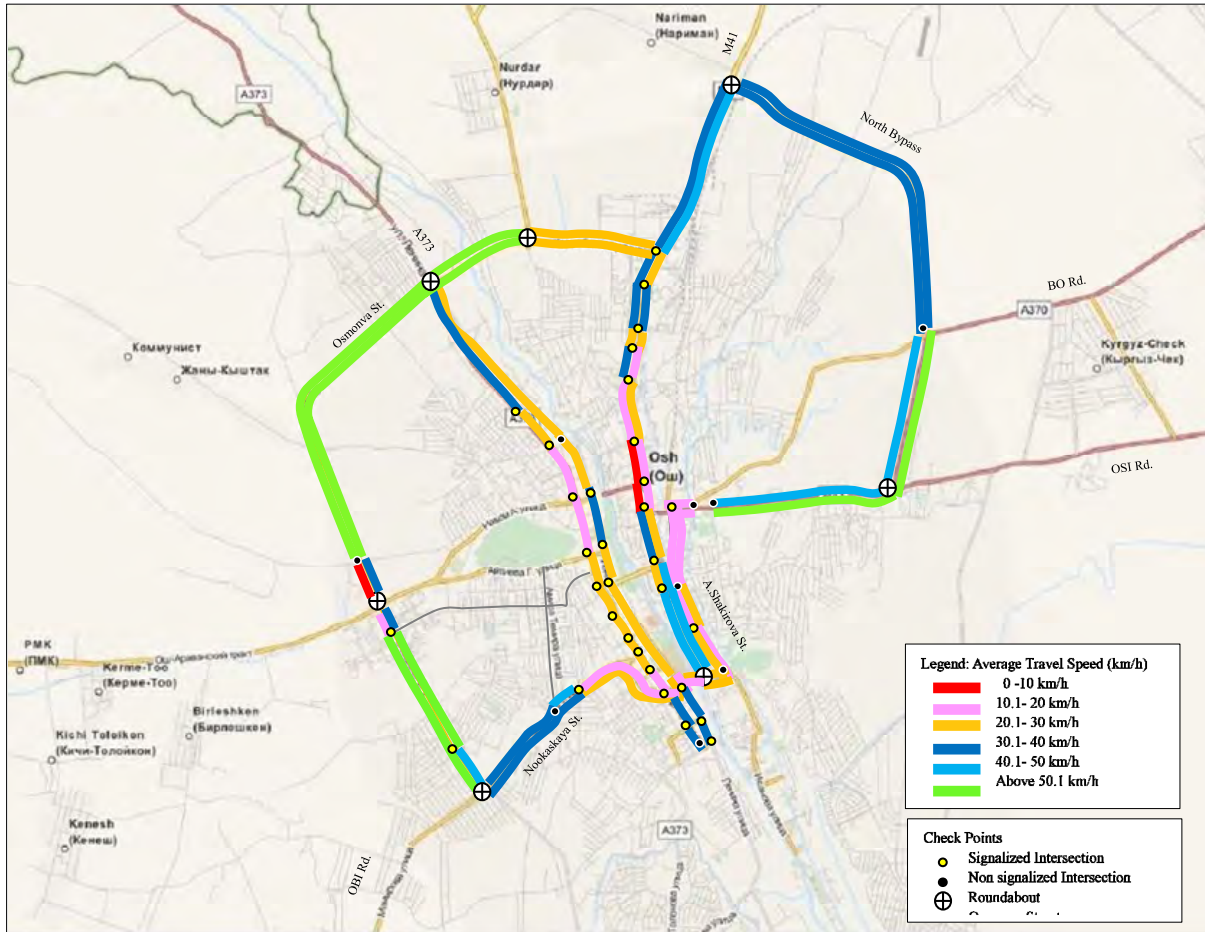 Nariman
(Нариман)
M41
Nurdar
(Нурдар)
A373
North Bypass
A373
Osmonva St.
BO Rd.
A370
Коммунист
Kyrgyz-Check
(Кыргыз-Чек)
Жаны-Кыштак
Osh
(Ош)
OSI Rd.
A.Shakirova St.
РМК
(ПМК)
Ош-Араванский тракт
Kerme-Too
(Керме-Тоо)
Birleshken
(Бирлешкен)
Kichi Toloikon
(Кичи-Толойкон)
Nookaskaya St.
Kenesh
(Кенеш)
A373
OBI Rd.
Legend: Average Travel Speed (km/h)
0 -10 km/h
10.1- 20 km/h
20.1- 30 km/h
30.1- 40 km/h
40.1- 50 km/h
Above 50.1 km/h
Check Points
Signalized Intersection
Non signalized Intersection
Roundabout